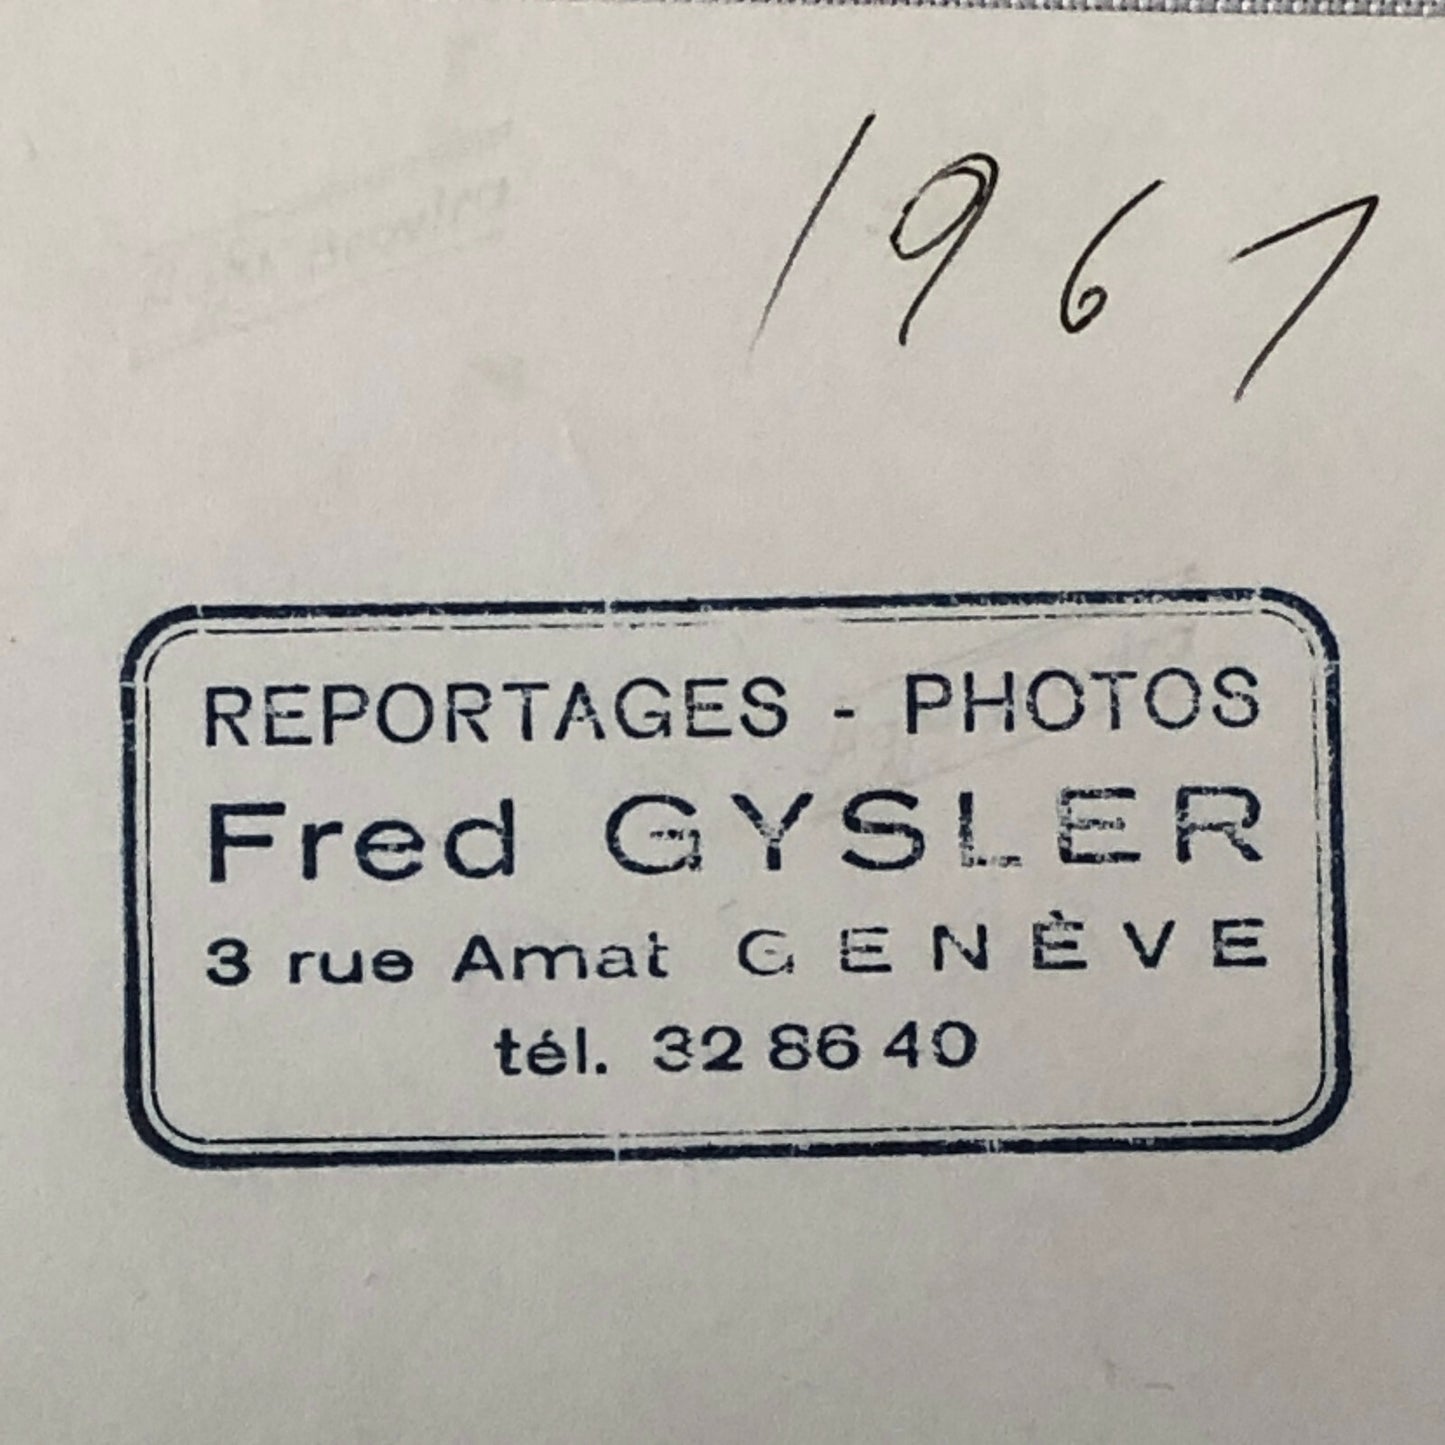 1967
REPORTAGES - PHOTOS
Fred GYSLER
3 rue Amat GENÈVE
tél. 32 86 40